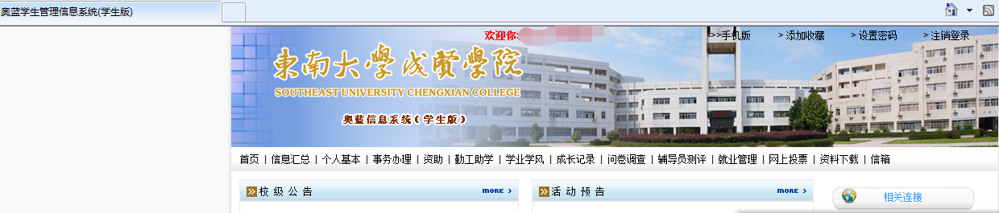 奥蓝学生管理信息系统(学生版)
欢迎你:
>>手机版 > 添加收藏 > 设置密码 > 注销登录
東南大學成賢學院
SOUTHEAST UNIVERSITY CHENGXIAN COLLEGE
奥蓝信息系统(学生版)
首页 | 信息汇总 | 个人基本 | 事务办理 | 资助 | 勤工助学 | 学业学风 | 成长记录 | 问卷调查 | 辅导员测评 | 就业管理 | 网上投票 | 资料下载 | 信箱
校级公告 MORE >
活动预告 MORE >
相关连接